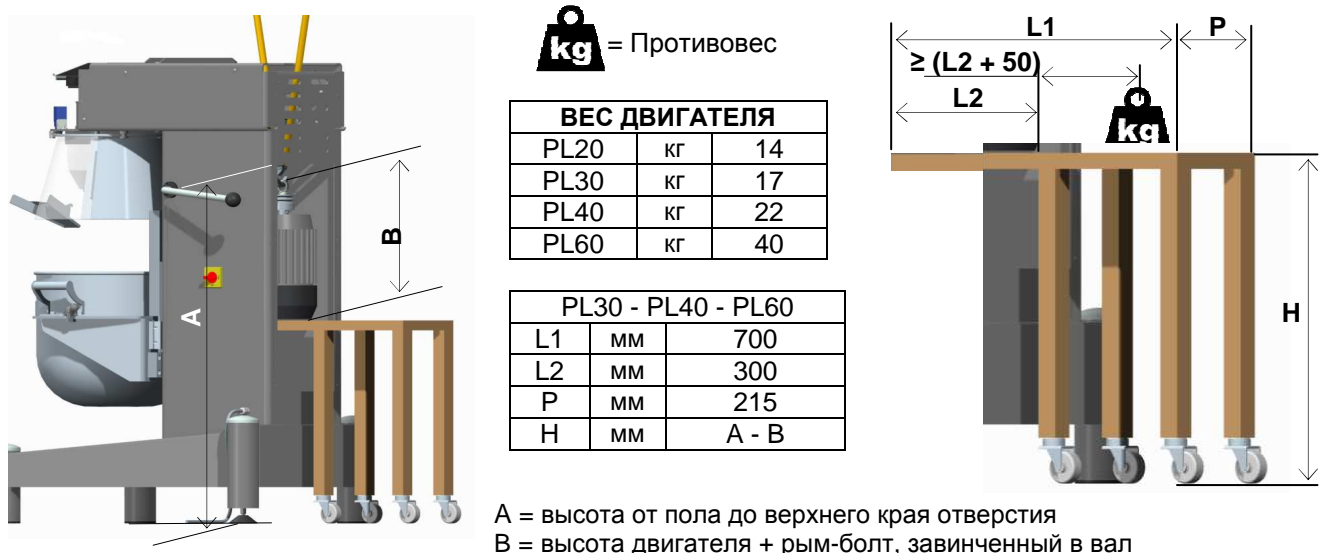 kg = Противовес
ВЕС ДВИГАТЕЛЯ
PL20 кг 14
PL30 кг 17
PL40 кг 22
PL60 кг 40
PL30 - PL40 - PL60
L1 мм 700
L2 мм 300
P мм 215
H мм A - B
A
B
L1 P
≥ (L2 + 50)
L2
kg
H
A = высота от пола до верхнего края отверстия
B = высота двигателя + рым-болт, завинченный в вал